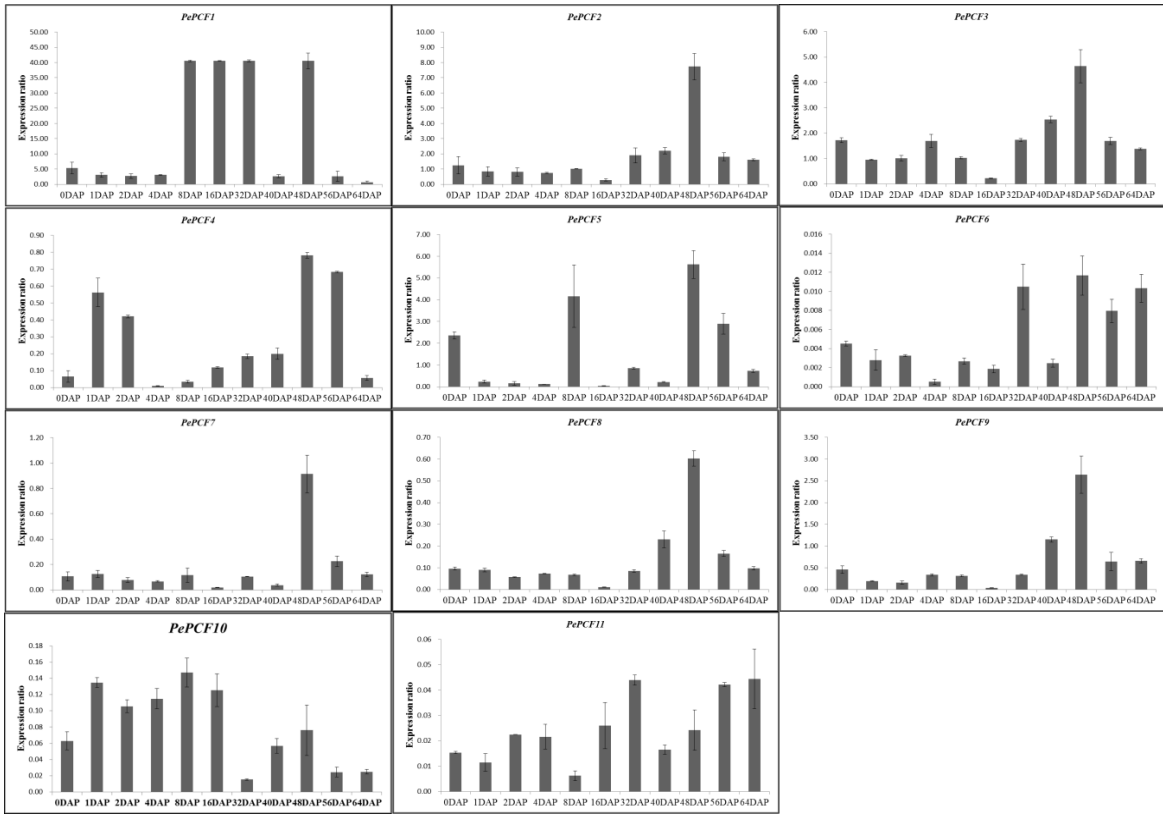 PePCF1
Expression ratio
50.00
45.00
40.00
35.00
30.00
25.00
20.00
15.00
10.00
5.00
0.00
0DAP 1DAP 2DAP 4DAP 8DAP 16DAP 32DAP 40DAP 48DAP 56DAP 64DAP
PePCF2
Expression ratio
10.00
9.00
8.00
7.00
6.00
5.00
4.00
3.00
2.00
1.00
0.00
0DAP 1DAP 2DAP 4DAP 8DAP 16DAP 32DAP 40DAP 48DAP 56DAP 64DAP
PePCF3
Expression ratio
6.00
5.00
4.00
3.00
2.00
1.00
0.00
0DAP 1DAP 2DAP 4DAP 8DAP 16DAP 32DAP 40DAP 48DAP 56DAP 64DAP
PePCF4
Expression ratio
0.90
0.80
0.70
0.60
0.50
0.40
0.30
0.20
0.10
0.00
0DAP 1DAP 2DAP 4DAP 8DAP 16DAP 32DAP 40DAP 48DAP 56DAP 64DAP
PePCF5
Expression ratio
7.00
6.00
5.00
4.00
3.00
2.00
1.00
0.00
0DAP 1DAP 2DAP 4DAP 8DAP 16DAP 32DAP 40DAP 48DAP 56DAP 64DAP
PePCF6
Expression ratio
0.016
0.014
0.012
0.010
0.008
0.006
0.004
0.002
0.000
0DAP 1DAP 2DAP 4DAP 8DAP 16DAP 32DAP 40DAP 48DAP 56DAP 64DAP
PePCF7
Expression ratio
1.20
1.00
0.80
0.60
0.40
0.20
0.00
0DAP 1DAP 2DAP 4DAP 8DAP 16DAP 32DAP 40DAP 48DAP 56DAP 64DAP
PePCF8
Expression ratio
0.70
0.60
0.50
0.40
0.30
0.20
0.10
0.00
0DAP 1DAP 2DAP 4DAP 8DAP 16DAP 32DAP 40DAP 48DAP 56DAP 64DAP
PePCF9
Expression ratio
3.50
3.00
2.50
2.00
1.50
1.00
0.50
0.00
0DAP 1DAP 2DAP 4DAP 8DAP 16DAP 32DAP 40DAP 48DAP 56DAP 64DAP
PePCF10
Expression ratio
0.18
0.16
0.14
0.12
0.10
0.08
0.06
0.04
0.02
0.00
0DAP 1DAP 2DAP 4DAP 8DAP 16DAP 32DAP 40DAP 48DAP 56DAP 64DAP
PePCF11
Expression ratio
0.06
0.05
0.04
0.03
0.02
0.01
0.00
0DAP 1DAP 2DAP 4DAP 8DAP 16DAP 32DAP 40DAP 48DAP 56DAP 64DAP